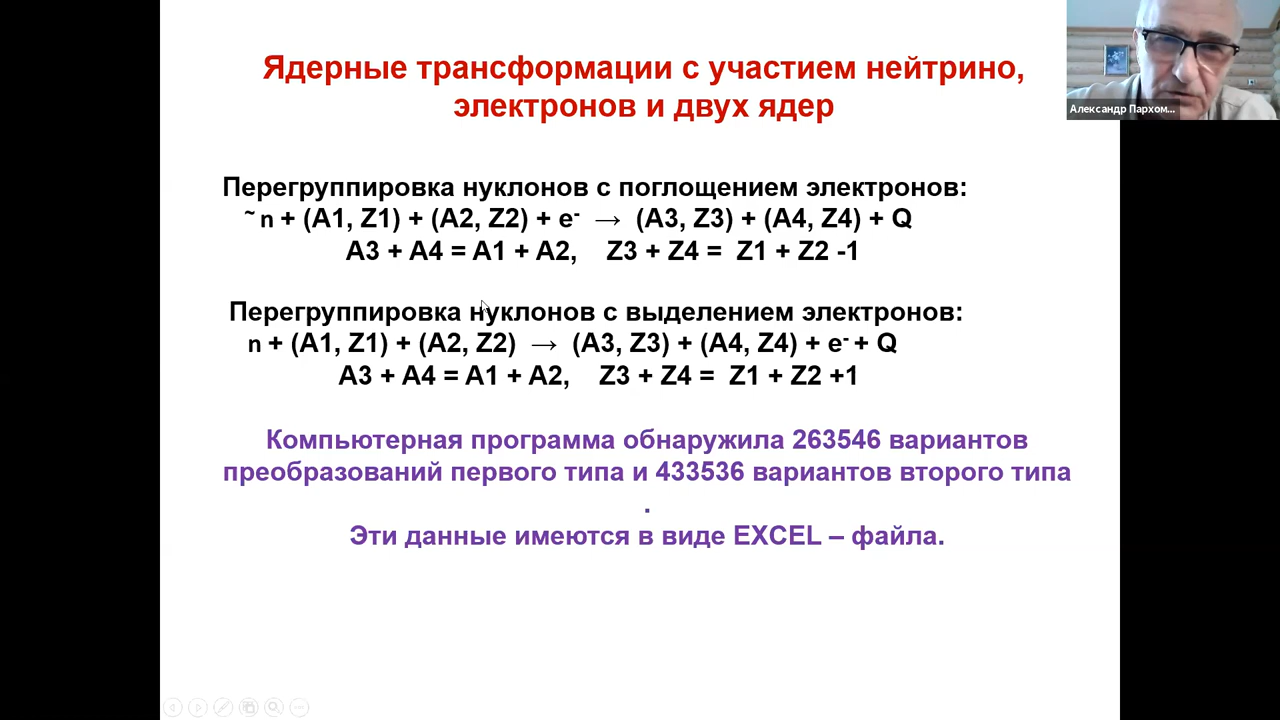 Ядерные трансформации с участием нейтрино,
электронов и двух ядер
Александр Пархом...
Перегруппировка нуклонов с поглощением электронов:
~n + (A1, Z1) + (A2, Z2) + e- → (A3, Z3) + (A4, Z4) + Q
A3 + A4 = A1 + A2, Z3 + Z4 = Z1 + Z2 -1
Перегруппировка нуклонов с выделением электронов:
n + (A1, Z1) + (A2, Z2) → (A3, Z3) + (A4, Z4) + e- + Q
A3 + A4 = A1 + A2, Z3 + Z4 = Z1 + Z2 +1
Компьютерная программа обнаружила 263546 вариантов
преобразований первого типа и 433536 вариантов второго типа
.
Эти данные имеются в виде EXCEL – файла.